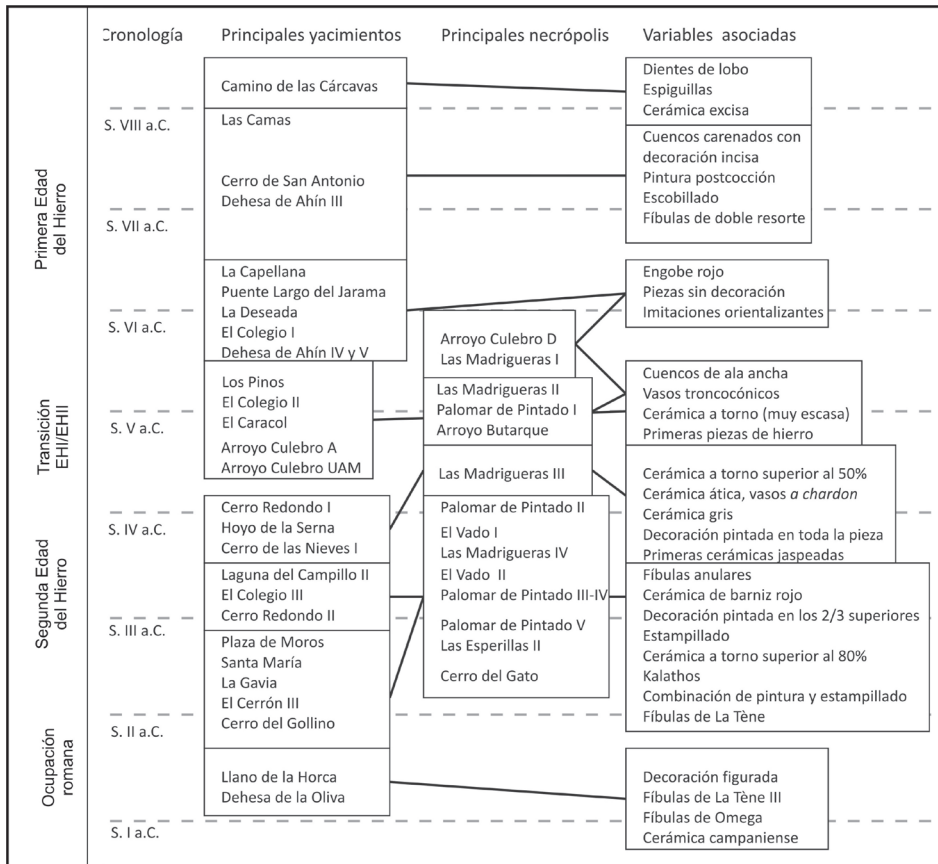 Cronología
Principales yacimientos
Principales necrópolis
Variables asociadas
Primera Edad
del Hierro
Transición
EHI/EHII
Segunda Edad
del Hierro
Ocupación
romana
S. VIII a.C.
S. VII a.C.
S. VI a.C.
S. V a.C.
S. IV a.C.
S. III a.C.
S. II a.C.
S. I a.C.
Camino de las Cárcavas
Las Camas
Cerro de San Antonio
Dehesa de Ahín III
La Capellana
Puente Largo del Jarama
La Deseada
El Colegio I
Dehesa de Ahín IV y V
Los Pinos
El Colegio II
El Caracol
Arroyo Culebro A
Arroyo Culebro UAM
Cerro Redondo I
Hoyo de la Serna
Cerro de las Nieves I
Laguna del Campillo II
El Colegio III
Cerro Redondo II
Plaza de Moros
Santa María
La Gavia
El Cerrón III
Cerro del Gollino
Llano de la Horca
Dehesa de la Oliva
Arroyo Culebro D
Las Madrigueras I
Las Madrigueras II
Palomar de Pintado I
Arroyo Butarque
Las Madrigueras III
Palomar de Pintado II
El Vado I
Las Madrigueras IV
El Vado II
Palomar de Pintado III-IV
Palomar de Pintado V
Las Esperillas II
Cerro del Gato
Dientes de lobo
Espiguillas
Cerámica excisa
Cuencos carenados con
decoración incisa
Pintura postcocción
Escobillado
Fíbulas de doble resorte
Engobe rojo
Piezas sin decoración
Imitaciones orientalizantes
Cuencos de ala ancha
Vasos troncocónicos
Cerámica a torno (muy escasa)
Primeras piezas de hierro
Cerámica a torno superior al 50%
Cerámica ática, vasos a chardon
Cerámica gris
Decoración pintada en toda la pieza
Primeras cerámicas jaspeadas
Fíbulas anulares
Cerámica de barniz rojo
Decoración pintada en los 2/3 superiores
Estampillado
Cerámica a torno superior al 80%
Kalathos
Combinación de pintura y estampillado
Fíbulas de La Tène
Decoración figurada
Fíbulas de La Tène III
Fíbulas de Omega
Cerámica campaniense